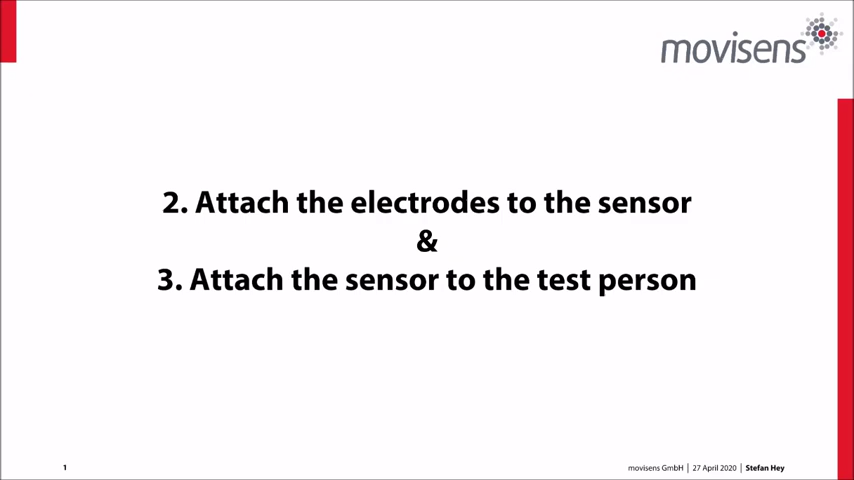 movisens
2. Attach the electrodes to the sensor
&
3. Attach the sensor to the test person
1
movisens GmbH | 27 April 2020 | Stefan Hey